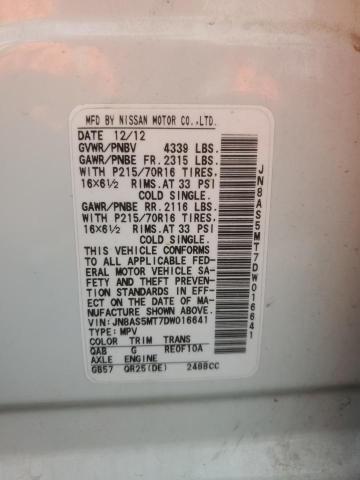 MFD BY NISSAN MOTOR CO.,LTD.
DATE 12/12
GVWR/PNBV 4339 LBS.
GAWR/PNBE FR. 2315 LBS.
WITH P215/70R16 TIRES,
16×6½ RIMS.AT 33 PSI
COLD SINGLE.
GAWR/PNBE RR. 2116 LBS.
WITH P215/70R16 TIRES,
16×6½ RIMS.AT 33 PSI
COLD SINGLE.
THIS VEHICLE CONFORMS
TO ALL APPLICABLE FED-
ERAL MOTOR VEHICLE SA-
FETY AND THEFT PREVEN-
TION STANDARDS IN EFF-
ECT ON THE DATE OF MA-
NUFACTURE SHOWN ABOVE.
VIN:JN8AS5MT7DW016641
TYPE:MPV
COLOR TRIM TRANS
QAB G RE0F10A
AXLE ENGINE
GB57 QR25(DE) 2488CC
JN8AS5MT7DW016641